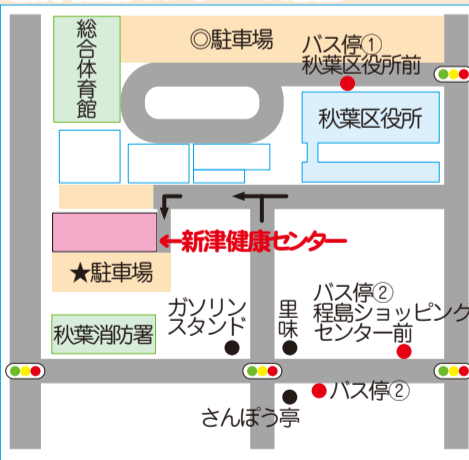 総合体育館
◎駐車場
バス停①
秋葉区役所前
秋葉区役所
←新津健康センター
★駐車場
バス停②
程島ショッピング
センター前
ガソリン
スタンド
里味
秋葉消防署
バス停②
さんぽう亭